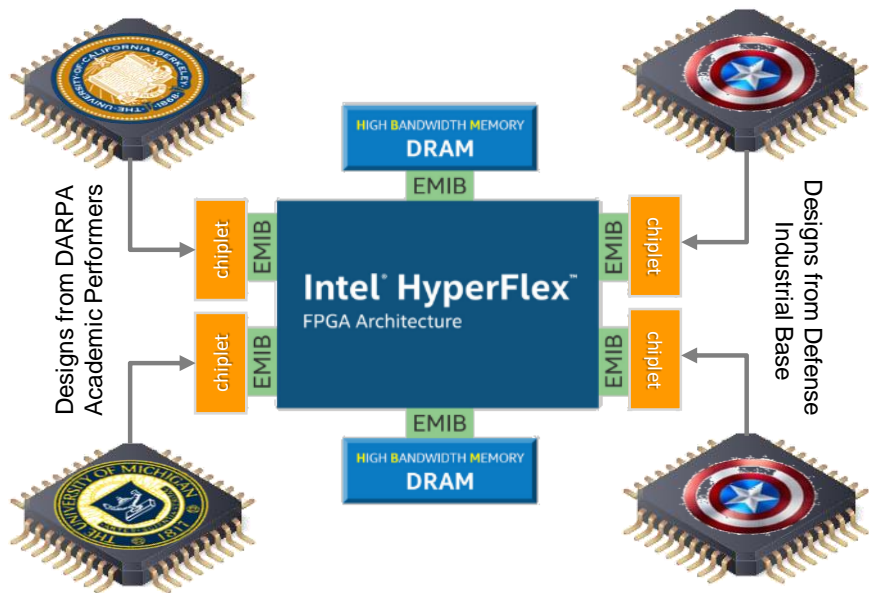 THE UNIVERSITY OF CALIFORNIA BERKELEY
1868
HIGH BANDWIDTH MEMORY
DRAM
EMIB
Designs from DARPA
Academic Performers
chiplet
EMIB
Intel® HyperFlex™
FPGA Architecture
EMIB
chiplet
Designs from Defense
Industrial Base
chiplet
EMIB
EMIB
chiplet
EMIB
HIGH BANDWIDTH MEMORY
DRAM
THE UNIVERSITY OF MICHIGAN
1817